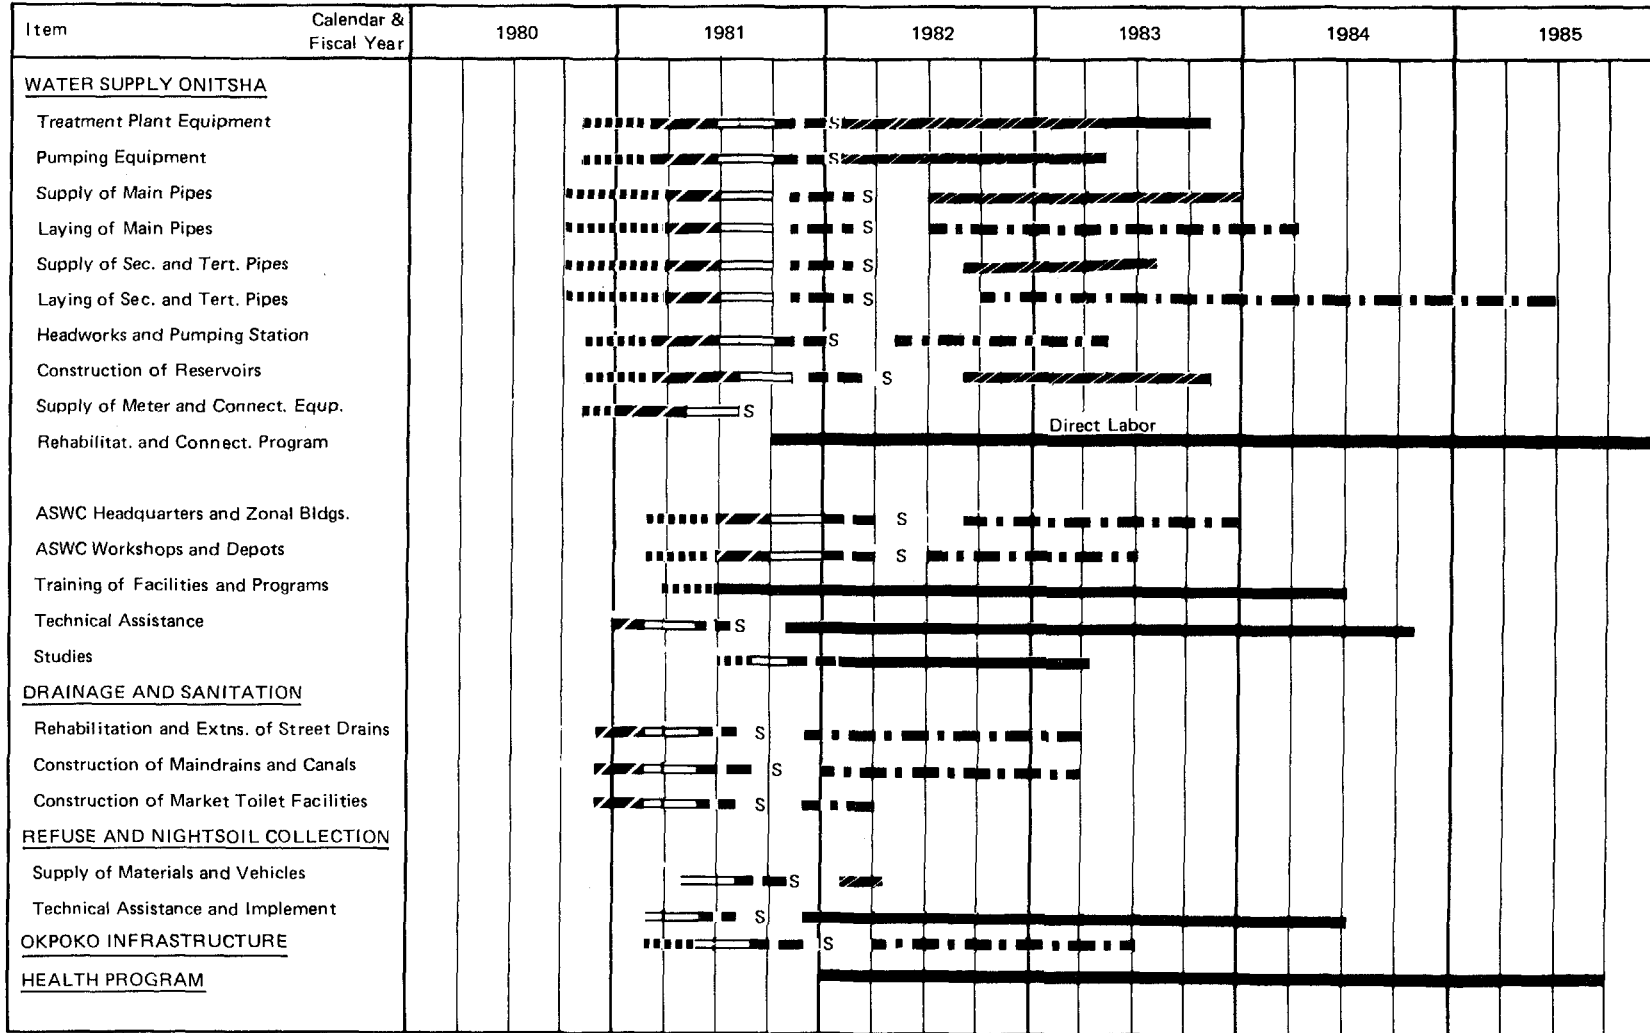 Item
Calendar &
Fiscal Year
1980
1981
1982
1983
1984
1985
WATER SUPPLY ONITSHA
Treatment Plant Equipment
S
Pumping Equipment
S
Supply of Main Pipes
S
Laying of Main Pipes
S
Supply of Sec. and Tert. Pipes
S
Laying of Sec. and Tert. Pipes
S
Headworks and Pumping Station
S
Construction of Reservoirs
S
Supply of Meter and Connect. Equp.
S
Direct Labor
Rehabilitat. and Connect. Program
ASWC Headquarters and Zonal Bldgs.
S
ASWC Workshops and Depots
S
Training of Facilities and Programs
Technical Assistance
S
Studies
DRAINAGE AND SANITATION
Rehabilitation and Extns. of Street Drains
S
Construction of Maindrains and Canals
S
Construction of Market Toilet Facilities
S
REFUSE AND NIGHTSOIL COLLECTION
Supply of Materials and Vehicles
S
Technical Assistance and Implement
S
OKPOKO INFRASTRUCTURE
S
HEALTH PROGRAM